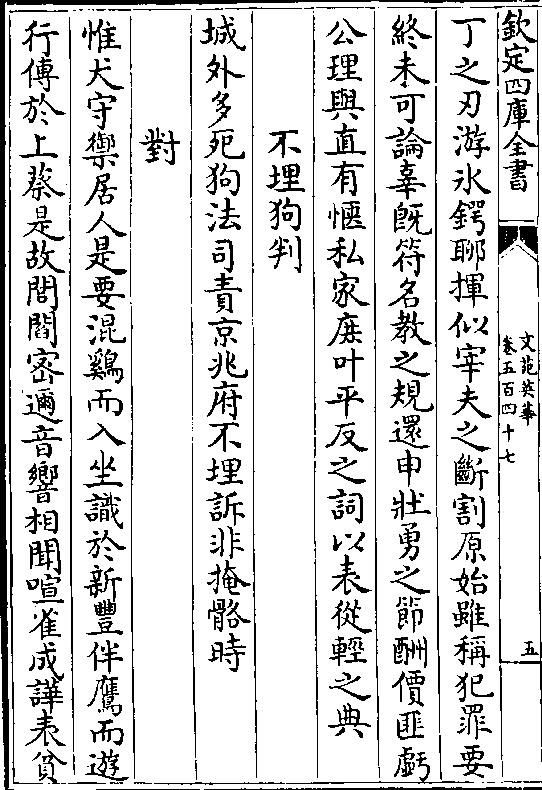 欽定四庫全書
文苑英華
卷五百四十七
五
丁之刃游氷鍔聊揮似宰夫之斷割原始雖稱犯罪要
終未可論辜旣符名教之規還申壯勇之節酬價匪虧
公理與直有愜私家庶叶平反之詞以表從輕之典
不埋狗判
城外多死狗法司責京兆府不埋訴非掩骼時
對
惟犬守禦居人是要混鷄而入坐識於新豐伴鷹而遊
行傳於上蔡是故閭閻密邇音響相聞喧雀成譁表貧